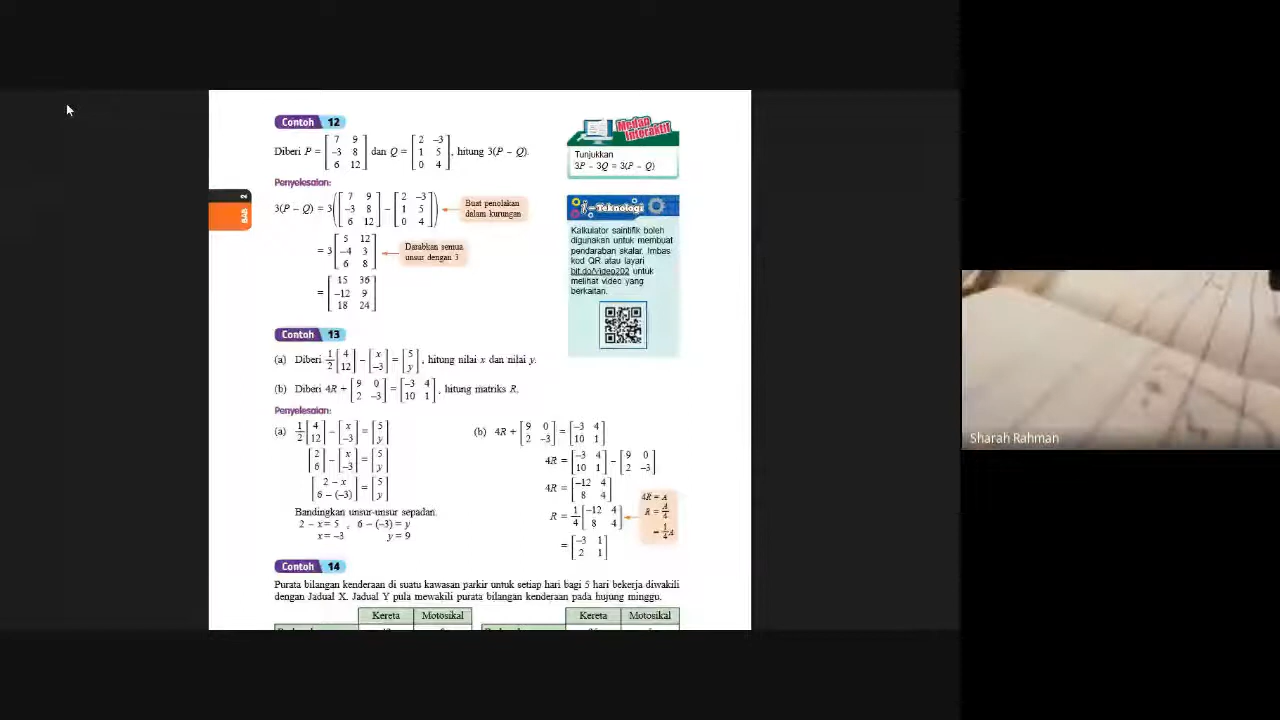 Contoh 12
Diberi P = [7 9; -3 8; 6 12] dan Q = [2 -3; 1 5; 0 4], hitung 3(P – Q).
Penyelesaian:
3(P – Q) = 3([7 9; -3 8; 6 12] – [2 -3; 1 5; 0 4])
Buat penolakan
dalam kurungan
= 3[5 12; -4 3; 6 8]
Darabkan semua
unsur dengan 3
= [15 36; -12 9; 18 24]
Medan
Interaktif
Tunjukkan
3P – 3Q = 3(P – Q)
i-Teknologi
Kalkulator saintifik boleh
digunakan untuk membuat
pendaraban skalar. Imbas
kod QR atau layari
bit.do/Video202 untuk
melihat video yang
berkaitan.
2
BAB
Contoh 13
(a) Diberi 1/2[4; 12] – [x; -3] = [5; y], hitung nilai x dan nilai y.
(b) Diberi 4R + [9 0; 2 -3] = [-3 4; 10 1], hitung matriks R.
Penyelesaian:
(a) 1/2[4; 12] – [x; -3] = [5; y]
[2; 6] – [x; -3] = [5; y]
[2 – x; 6 – (-3)] = [5; y]
Bandingkan unsur-unsur sepadan.
2 – x = 5 , 6 – (–3) = y
x = –3 y = 9
(b) 4R + [9 0; 2 -3] = [-3 4; 10 1]
4R = [-3 4; 10 1] – [9 0; 2 -3]
4R = [-12 4; 8 4]
R = 1/4[-12 4; 8 4]
= [-3 1; 2 1]
4R = A
R = A/4
= 1/4A
Contoh 14
Purata bilangan kenderaan di suatu kawasan parkir untuk setiap hari bagi 5 hari bekerja diwakili
dengan Jadual X. Jadual Y pula mewakili purata bilangan kenderaan pada hujung minggu.
Kereta Motosikal Kereta Motosikal
Sharah Rahman